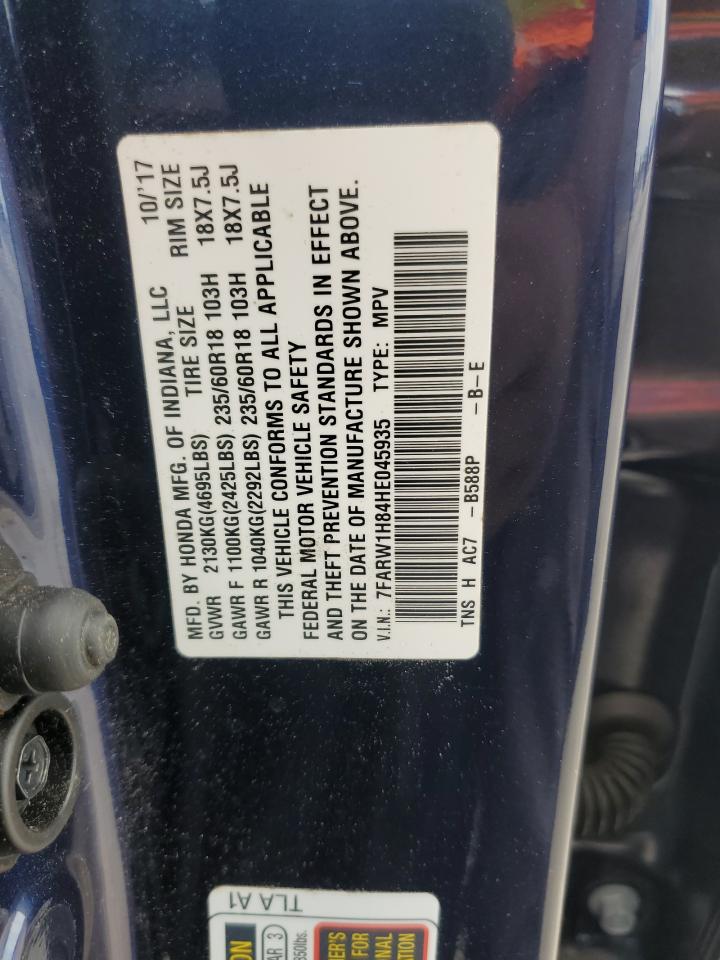 MFD. BY HONDA MFG. OF INDIANA, LLC 10/'17
TIRE SIZE RIM SIZE
GVWR 2130KG(4695LBS)
GAWR F 1100KG(2425LBS) 235/60R18 103H 18X7.5J
GAWR R 1040KG(2292LBS) 235/60R18 103H 18X7.5J
THIS VEHICLE CONFORMS TO ALL APPLICABLE
FEDERAL MOTOR VEHICLE SAFETY
AND THEFT PREVENTION STANDARDS IN EFFECT
ON THE DATE OF MANUFACTURE SHOWN ABOVE.
V.I.N.: 7FARW1H84HE045935 TYPE: MPV
TNS H AC7 -B588P -B-E
TLA A1